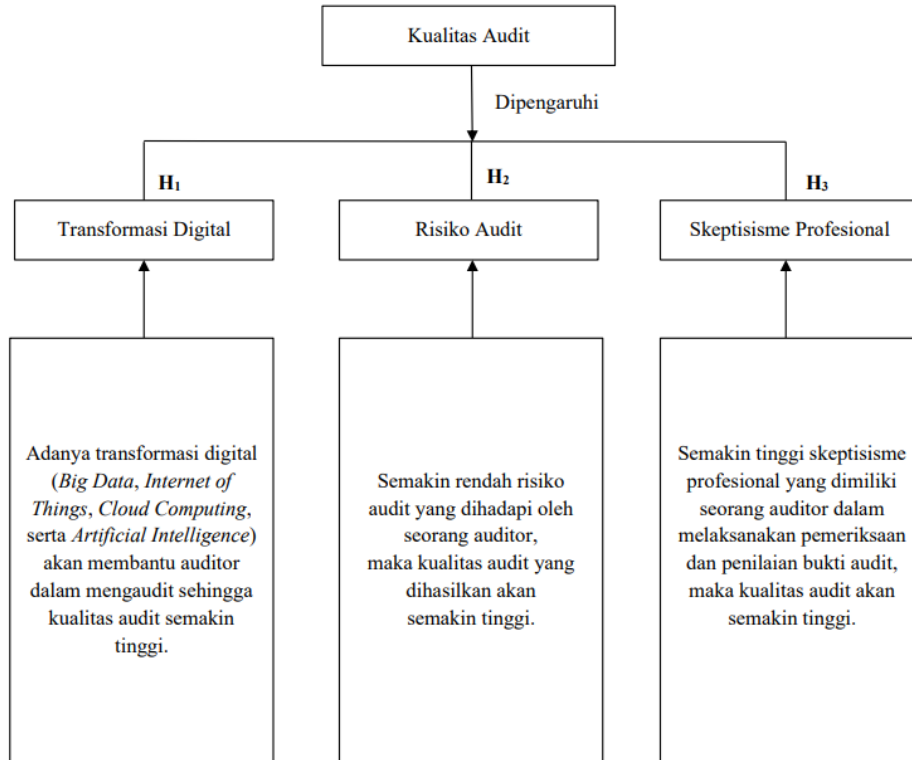 Kualitas Audit
Dipengaruhi
H₁
H₂
H₃
Transformasi Digital
Risiko Audit
Skeptisisme Profesional
Adanya transformasi digital
(Big Data, Internet of
Things, Cloud Computing,
serta Artificial Intelligence)
akan membantu auditor
dalam mengaudit sehingga
kualitas audit semakin
tinggi.
Semakin rendah risiko
audit yang dihadapi oleh
seorang auditor,
maka kualitas audit yang
dihasilkan akan
semakin tinggi.
Semakin tinggi skeptisisme
profesional yang dimiliki
seorang auditor dalam
melaksanakan pemeriksaan
dan penilaian bukti audit,
maka kualitas audit akan
semakin tinggi.